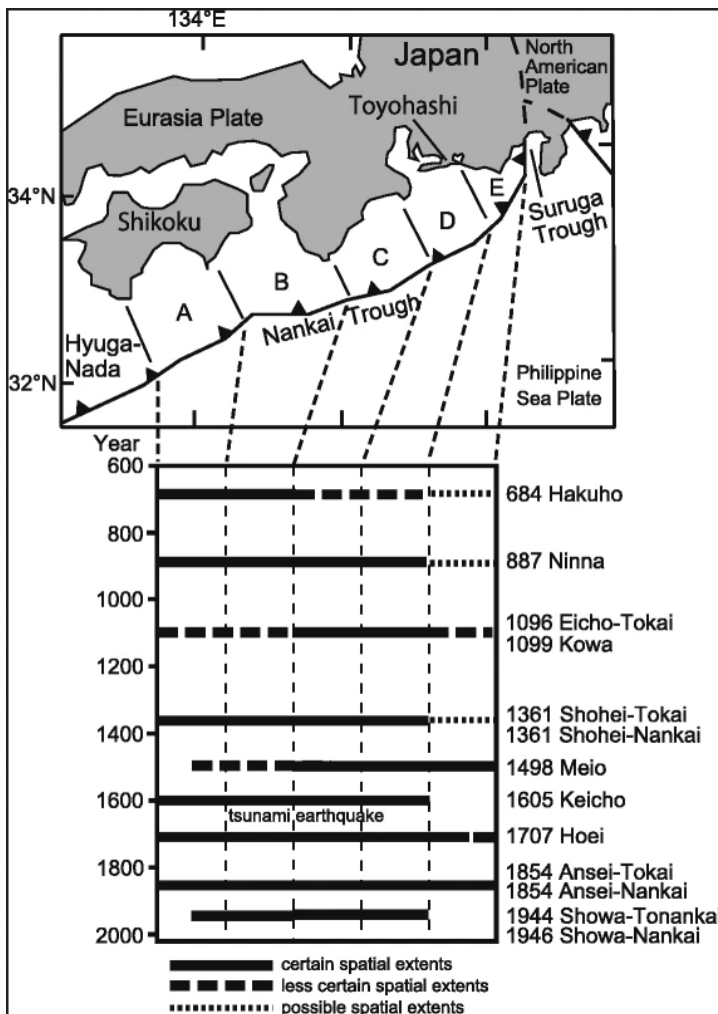 134°E
Japan
North
American
Plate
Toyohashi
Eurasia Plate
34°N
E
Suruga
Trough
Shikoku
D
C
B
A
Nankai Trough
Hyuga-
Nada
32°N
Philippine
Sea Plate
Year
600
684 Hakuho
800
887 Ninna
1000
1096 Eicho-Tokai
1099 Kowa
1200
1361 Shohei-Tokai
1400
1361 Shohei-Nankai
1498 Meio
1600
1605 Keicho
tsunami earthquake
1707 Hoei
1800
1854 Ansei-Tokai
1854 Ansei-Nankai
1944 Showa-Tonankai
2000
1946 Showa-Nankai
certain spatial extents
less certain spatial extents
possible spatial extents